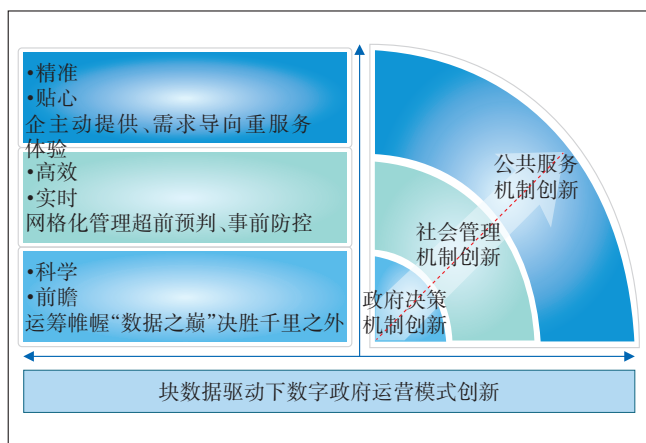 •精准
•贴心
企主动提供、需求导向重服务
体验
•高效
•实时
网格化管理超前预判、事前防控
•科学
•前瞻
运筹帷幄“数据之巅”决胜千里之外
公共服务
机制创新
社会管理
机制创新
政府决策
机制创新
块数据驱动下数字政府运营模式创新